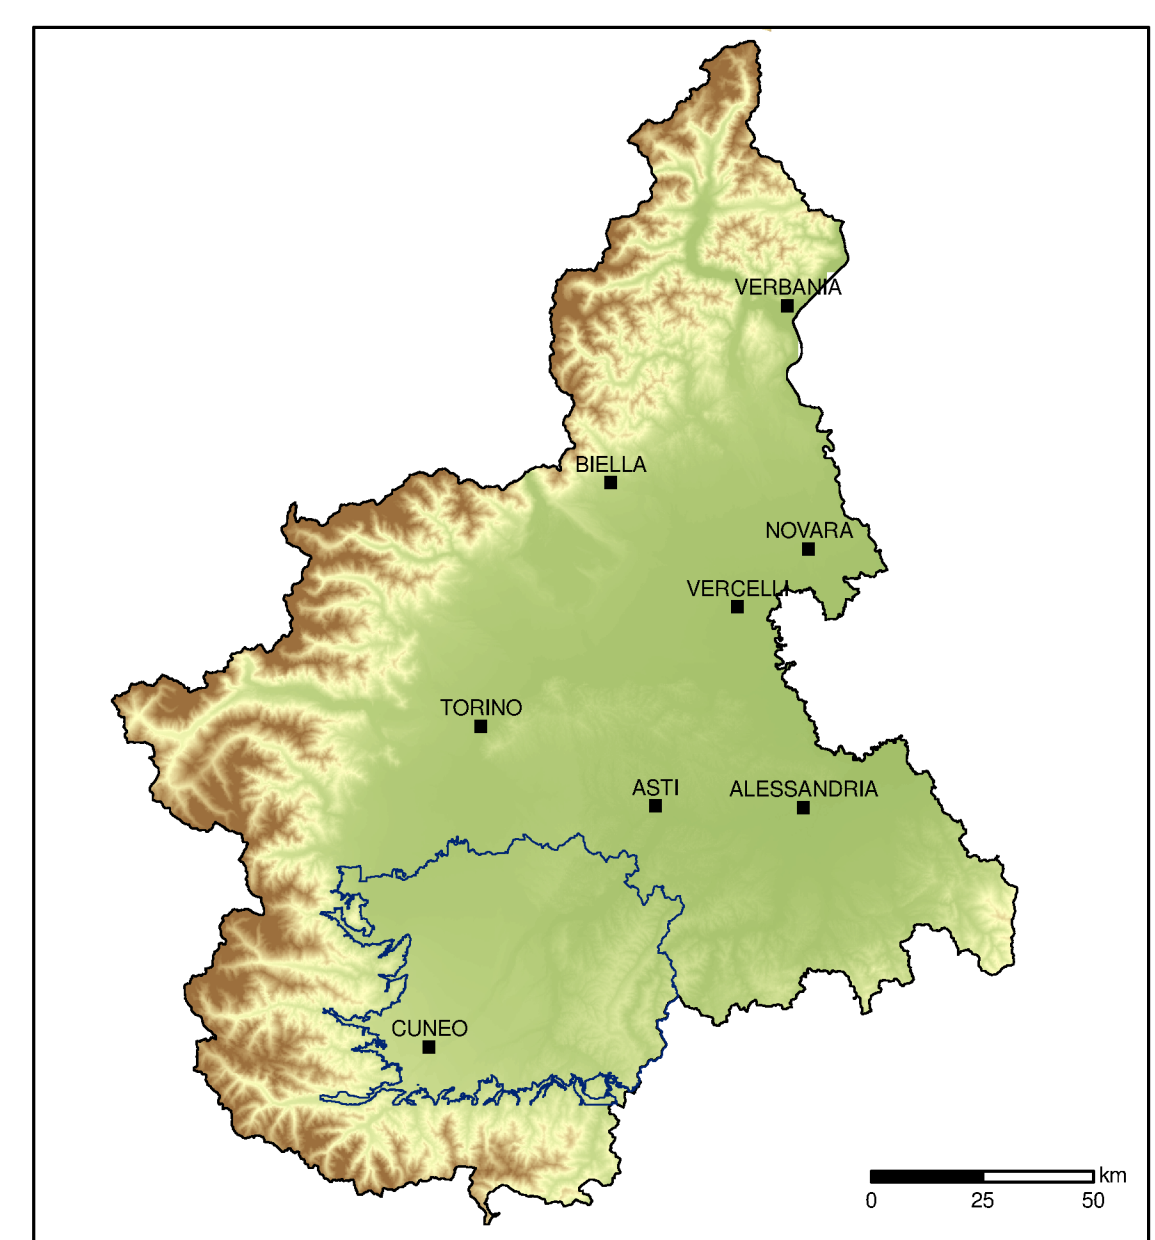 VERBANIA
BIELLA
NOVARA
VERCELLI
TORINO
ASTI
ALESSANDRIA
CUNEO
km
0 25 50